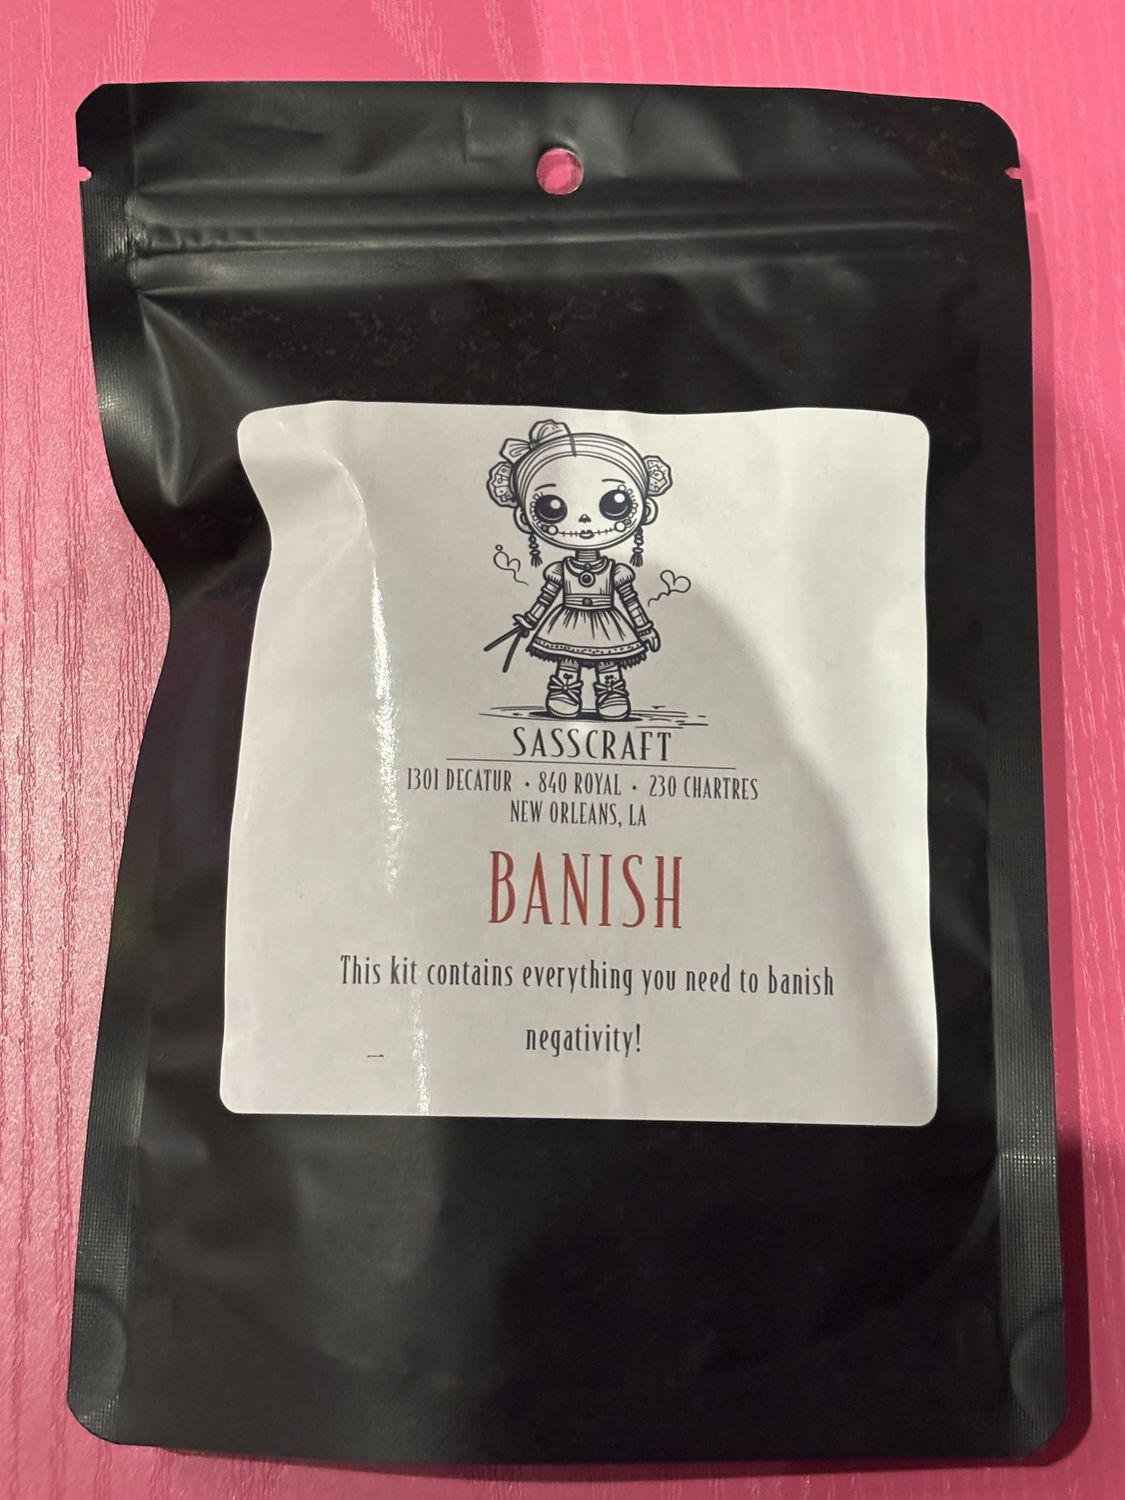 SASSCRAFT
1301 DECATUR • 840 ROYAL • 230 CHARTRES
NEW ORLEANS, LA
BANISH
This kit contains everything you need to banish
negativity!